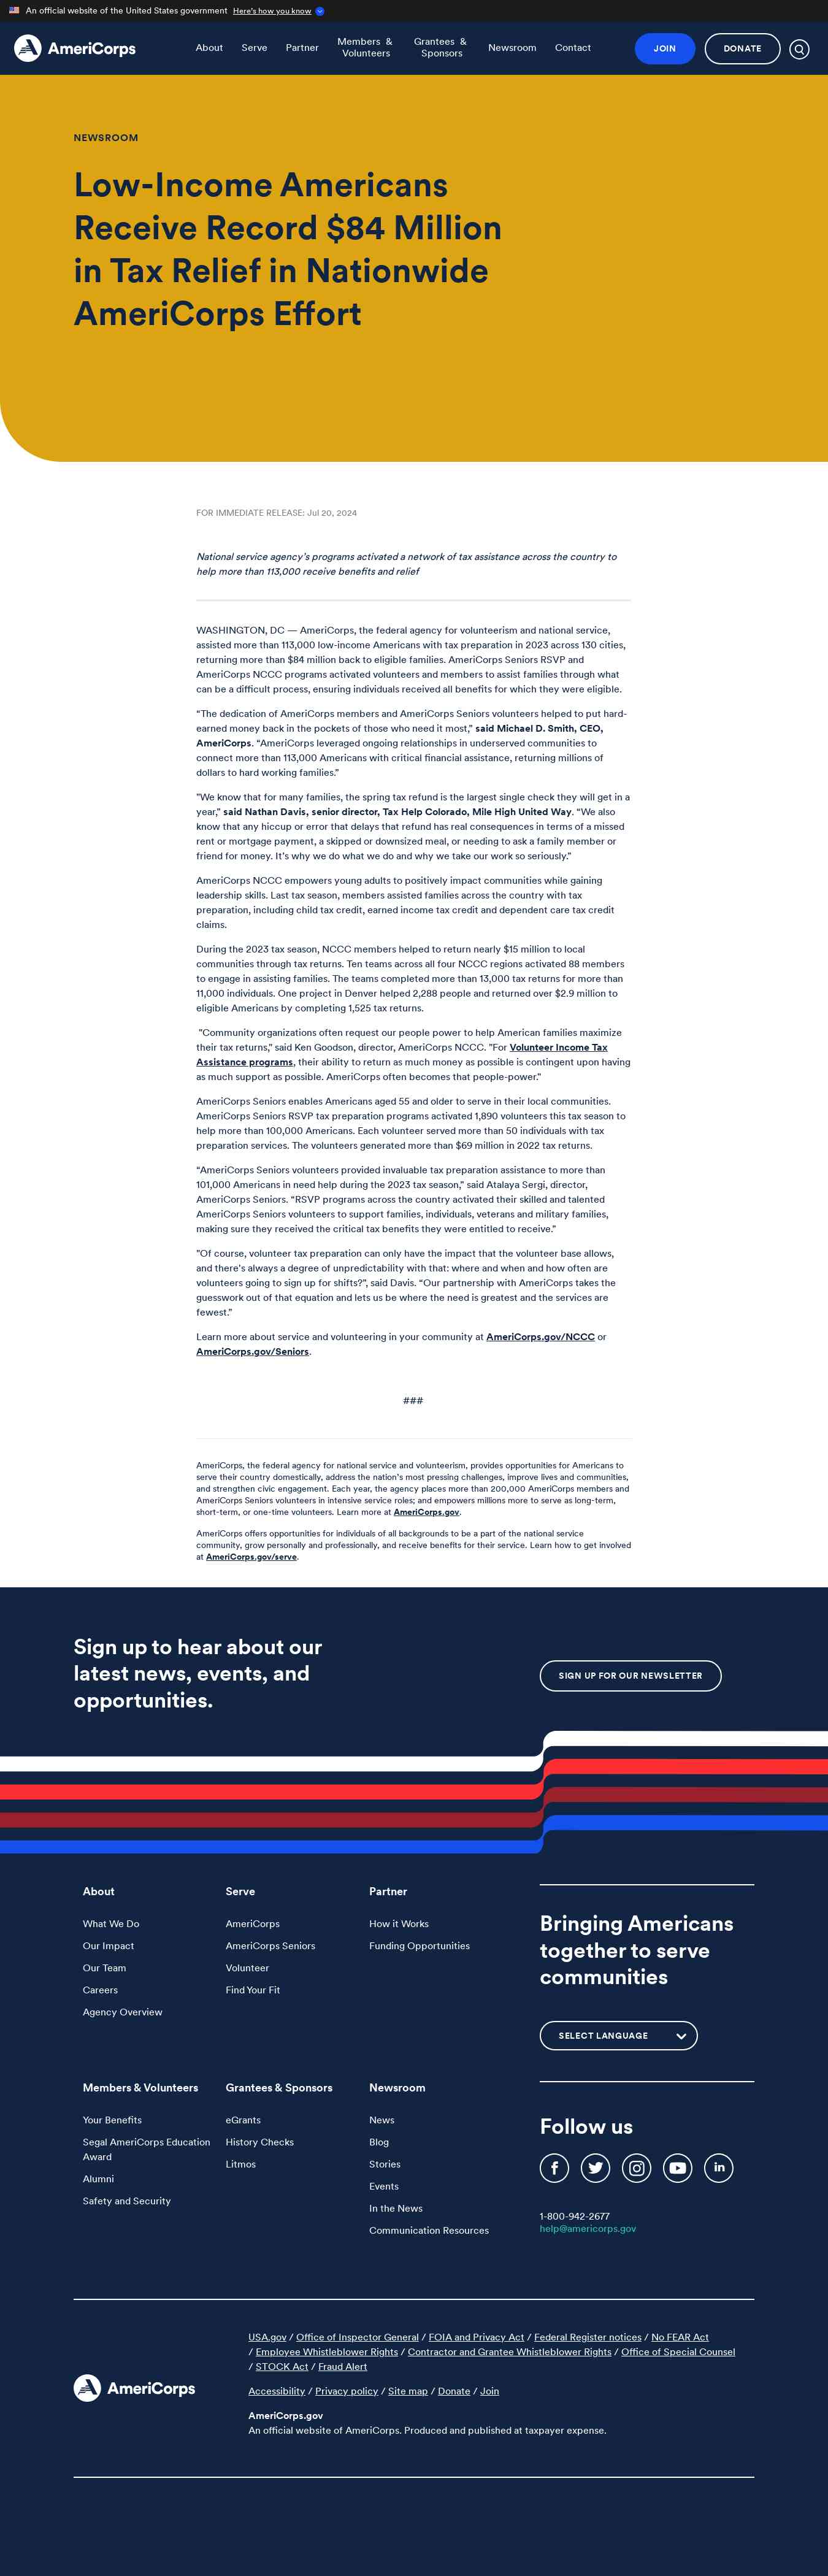 An official website of the United States government Here's how you know
AmeriCorps
About
Serve
Partner
Members &
Volunteers
Grantees &
Sponsors
Newsroom
Contact
JOIN
DONATE
NEWSROOM
Low-Income Americans
Receive Record $84 Million
in Tax Relief in Nationwide
AmeriCorps Effort
FOR IMMEDIATE RELEASE: Jul 20, 2024
National service agency's programs activated a network of tax assistance across the country to
help more than 113,000 receive benefits and relief
WASHINGTON, DC — AmeriCorps, the federal agency for volunteerism and national service,
assisted more than 113,000 low-income Americans with tax preparation in 2023 across 130 cities,
returning more than $84 million back to eligible families. AmeriCorps Seniors RSVP and
AmeriCorps NCCC programs activated volunteers and members to assist families through what
can be a difficult process, ensuring individuals received all benefits for which they were eligible.
“The dedication of AmeriCorps members and AmeriCorps Seniors volunteers helped to put hard-
earned money back in the pockets of those who need it most,” said Michael D. Smith, CEO,
AmeriCorps. “AmeriCorps leveraged ongoing relationships in underserved communities to
connect more than 113,000 Americans with critical financial assistance, returning millions of
dollars to hard working families."
"We know that for many families, the spring tax refund is the largest single check they will get in a
year,” said Nathan Davis, senior director, Tax Help Colorado, Mile High United Way. “We also
know that any hiccup or error that delays that refund has real consequences in terms of a missed
rent or mortgage payment, a skipped or downsized meal, or needing to ask a family member or
friend for money. It's why we do what we do and why we take our work so seriously.”
AmeriCorps NCCC empowers young adults to positively impact communities while gaining
leadership skills. Last tax season, members assisted families across the country with tax
preparation, including child tax credit, earned income tax credit and dependent care tax credit
claims.
During the 2023 tax season, NCCC members helped to return nearly $15 million to local
communities through tax returns. Ten teams across all four NCCC regions activated 88 members
to engage in assisting families. The teams completed more than 13,000 tax returns for more than
11,000 individuals. One project in Denver helped 2,288 people and returned over $2.9 million to
eligible Americans by completing 1,525 tax returns.
"Community organizations often request our people power to help American families maximize
their tax returns," said Ken Goodson, director, AmeriCorps NCCC. "For Volunteer Income Tax
Assistance programs, their ability to return as much money as possible is contingent upon having
as much support as possible. AmeriCorps often becomes that people-power."
AmeriCorps Seniors enables Americans aged 55 and older to serve in their local communities.
AmeriCorps Seniors RSVP tax preparation programs activated 1,890 volunteers this tax season to
help more than 100,000 Americans. Each volunteer served more than 50 individuals with tax
preparation services. The volunteers generated more than $69 million in 2022 tax returns.
“AmeriCorps Seniors volunteers provided invaluable tax preparation assistance to more than
101,000 Americans in need help during the 2023 tax season,” said Atalaya Sergi, director,
AmeriCorps Seniors. “RSVP programs across the country activated their skilled and talented
AmeriCorps Seniors volunteers to support families, individuals, veterans and military families,
making sure they received the critical tax benefits they were entitled to receive.”
"Of course, volunteer tax preparation can only have the impact that the volunteer base allows,
and there's always a degree of unpredictability with that: where and when and how often are
volunteers going to sign up for shifts?”, said Davis. “Our partnership with AmeriCorps takes the
guesswork out of that equation and lets us be where the need is greatest and the services are
fewest.”
Learn more about service and volunteering in your community at AmeriCorps.gov/NCCC or
AmeriCorps.gov/Seniors.
###
AmeriCorps, the federal agency for national service and volunteerism, provides opportunities for Americans to
serve their country domestically, address the nation's most pressing challenges, improve lives and communities,
and strengthen civic engagement. Each year, the agency places more than 200,000 AmeriCorps members and
AmeriCorps Seniors volunteers in intensive service roles; and empowers millions more to serve as long-term,
short-term, or one-time volunteers. Learn more at AmeriCorps.gov.
AmeriCorps offers opportunities for individuals of all backgrounds to be a part of the national service
community, grow personally and professionally, and receive benefits for their service. Learn how to get involved
at AmeriCorps.gov/serve.
Sign up to hear about our
latest news, events, and
opportunities.
SIGN UP FOR OUR NEWSLETTER
About
What We Do
Our Impact
Our Team
Careers
Agency Overview
Serve
AmeriCorps
AmeriCorps Seniors
Volunteer
Find Your Fit
Partner
How it Works
Funding Opportunities
Bringing Americans
together to serve
communities
SELECT LANGUAGE
Members & Volunteers
Your Benefits
Segal AmeriCorps Education
Award
Alumni
Safety and Security
Grantees & Sponsors
eGrants
History Checks
Litmos
Newsroom
News
Blog
Stories
Events
In the News
Communication Resources
Follow us
1-800-942-2677
help@americorps.gov
AmeriCorps
USA.gov / Office of Inspector General / FOIA and Privacy Act / Federal Register notices / No FEAR Act
/ Employee Whistleblower Rights / Contractor and Grantee Whistleblower Rights / Office of Special Counsel
/ STOCK Act / Fraud Alert
Accessibility / Privacy policy / Site map / Donate / Join
AmeriCorps.gov
An official website of AmeriCorps. Produced and published at taxpayer expense.